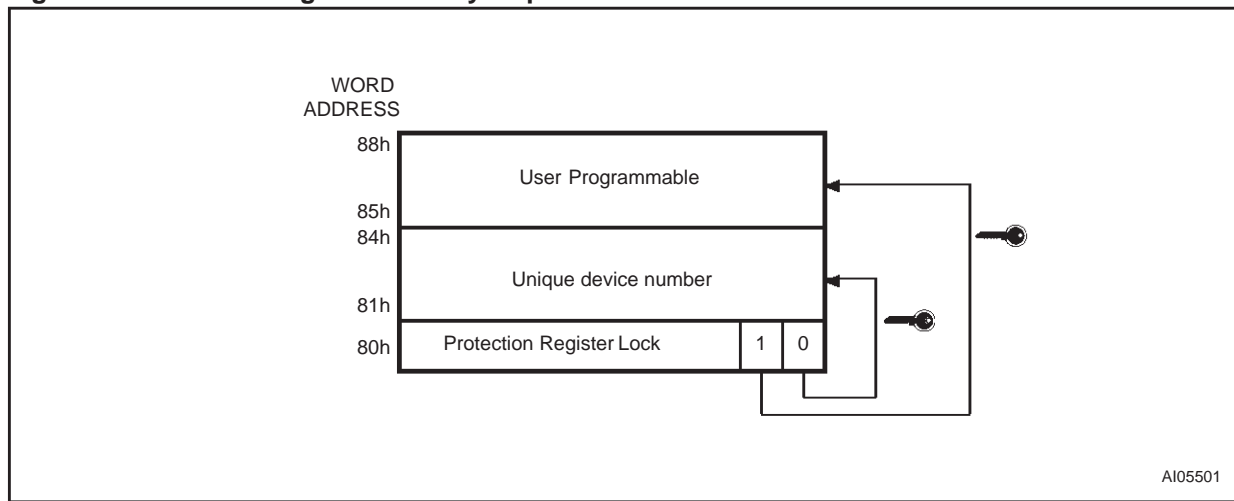 WORD
ADDRESS
88h
User Programmable
85h
84h
Unique device number
81h
80h
Protection Register Lock
1
0
AI05501